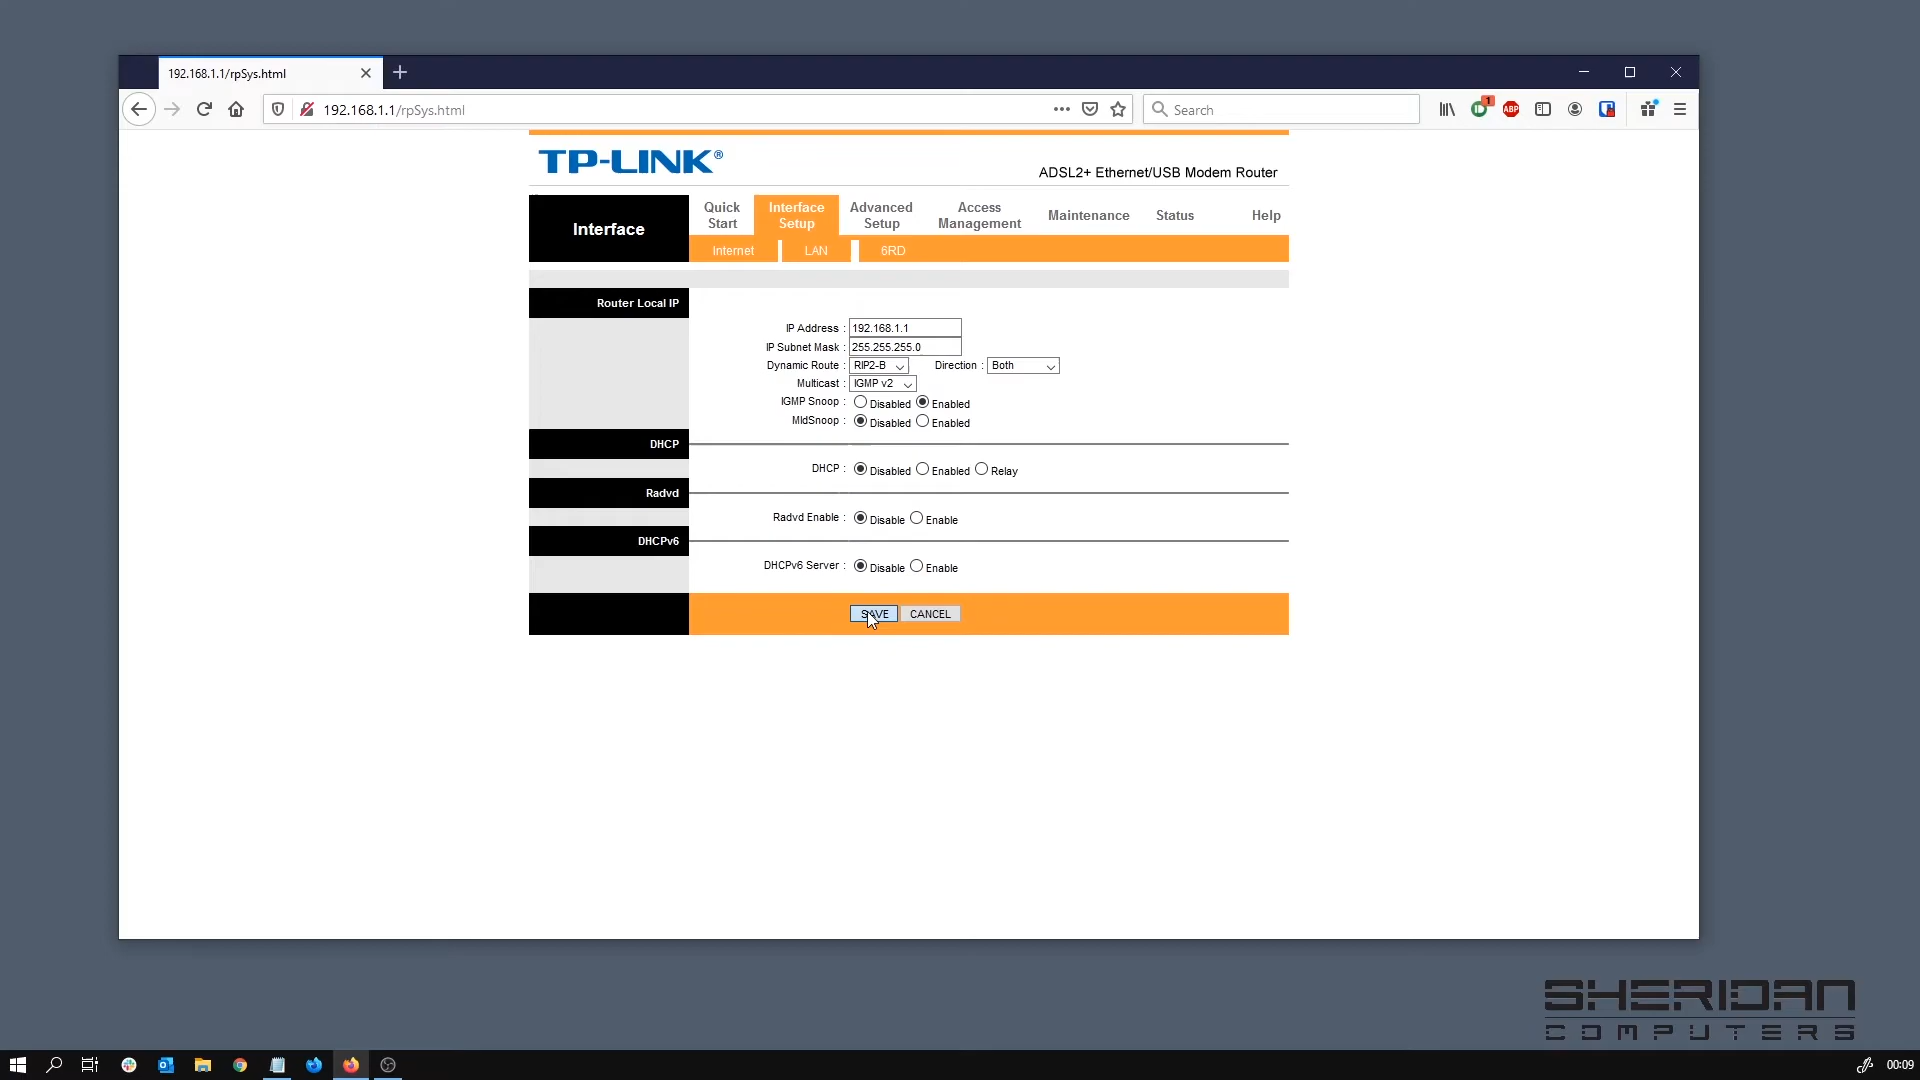 192.168.1.1/rpSys.html
192.168.1.1/rpSys.html
Search
1
ABP
TP-LINK®
ADSL2+ Ethernet/USB Modem Router
Interface
Quick Start
Interface Setup
Advanced Setup
Access Management
Maintenance
Status
Help
Internet
LAN
6RD
Router Local IP
IP Address : 192.168.1.1
IP Subnet Mask : 255.255.255.0
Dynamic Route : RIP2-B Direction : Both
Multicast : IGMP v2
IGMP Snoop : Disabled Enabled
MldSnoop : Disabled Enabled
DHCP
DHCP : Disabled Enabled Relay
Radvd
Radvd Enable : Disable Enable
DHCPv6
DHCPv6 Server : Disable Enable
SAVE CANCEL
SHERIDAN
COMPUTERS
00:09